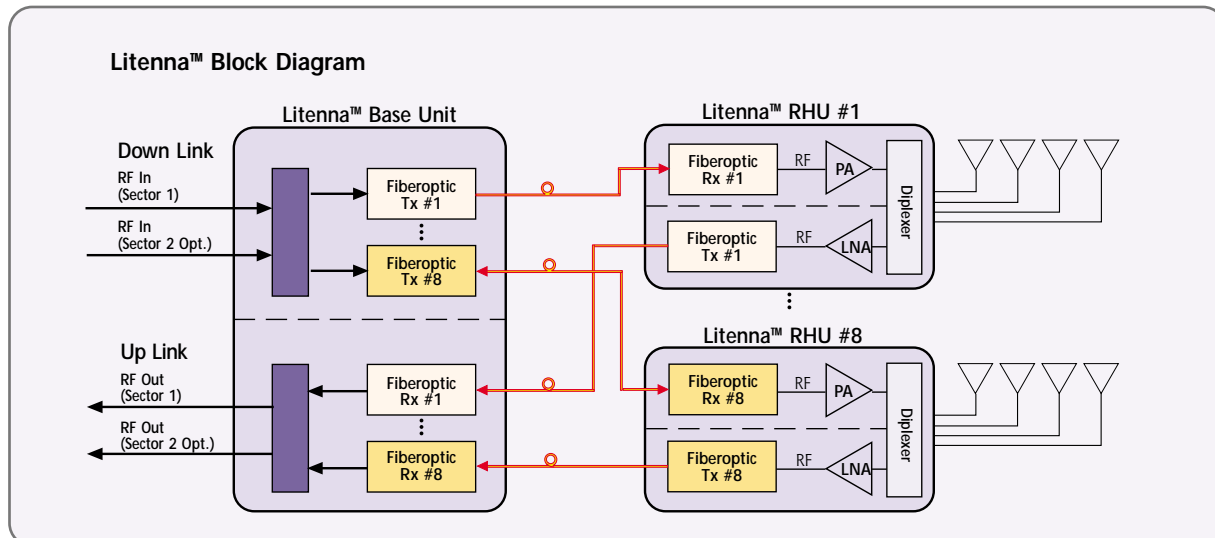 Litenna™ Block Diagram
Litenna™ Base Unit
Down Link
RF In
(Sector 1)
RF In
(Sector 2 Opt.)
Fiberoptic
Tx #1
Fiberoptic
Tx #8
Up Link
RF Out
(Sector 1)
RF Out
(Sector 2 Opt.)
Fiberoptic
Rx #1
Fiberoptic
Rx #8
Litenna™ RHU #1
Fiberoptic
Rx #1
RF
PA
Fiberoptic
Tx #1
RF
LNA
Diplexer
Litenna™ RHU #8
Fiberoptic
Rx #8
RF
PA
Fiberoptic
Tx #8
RF
LNA
Diplexer